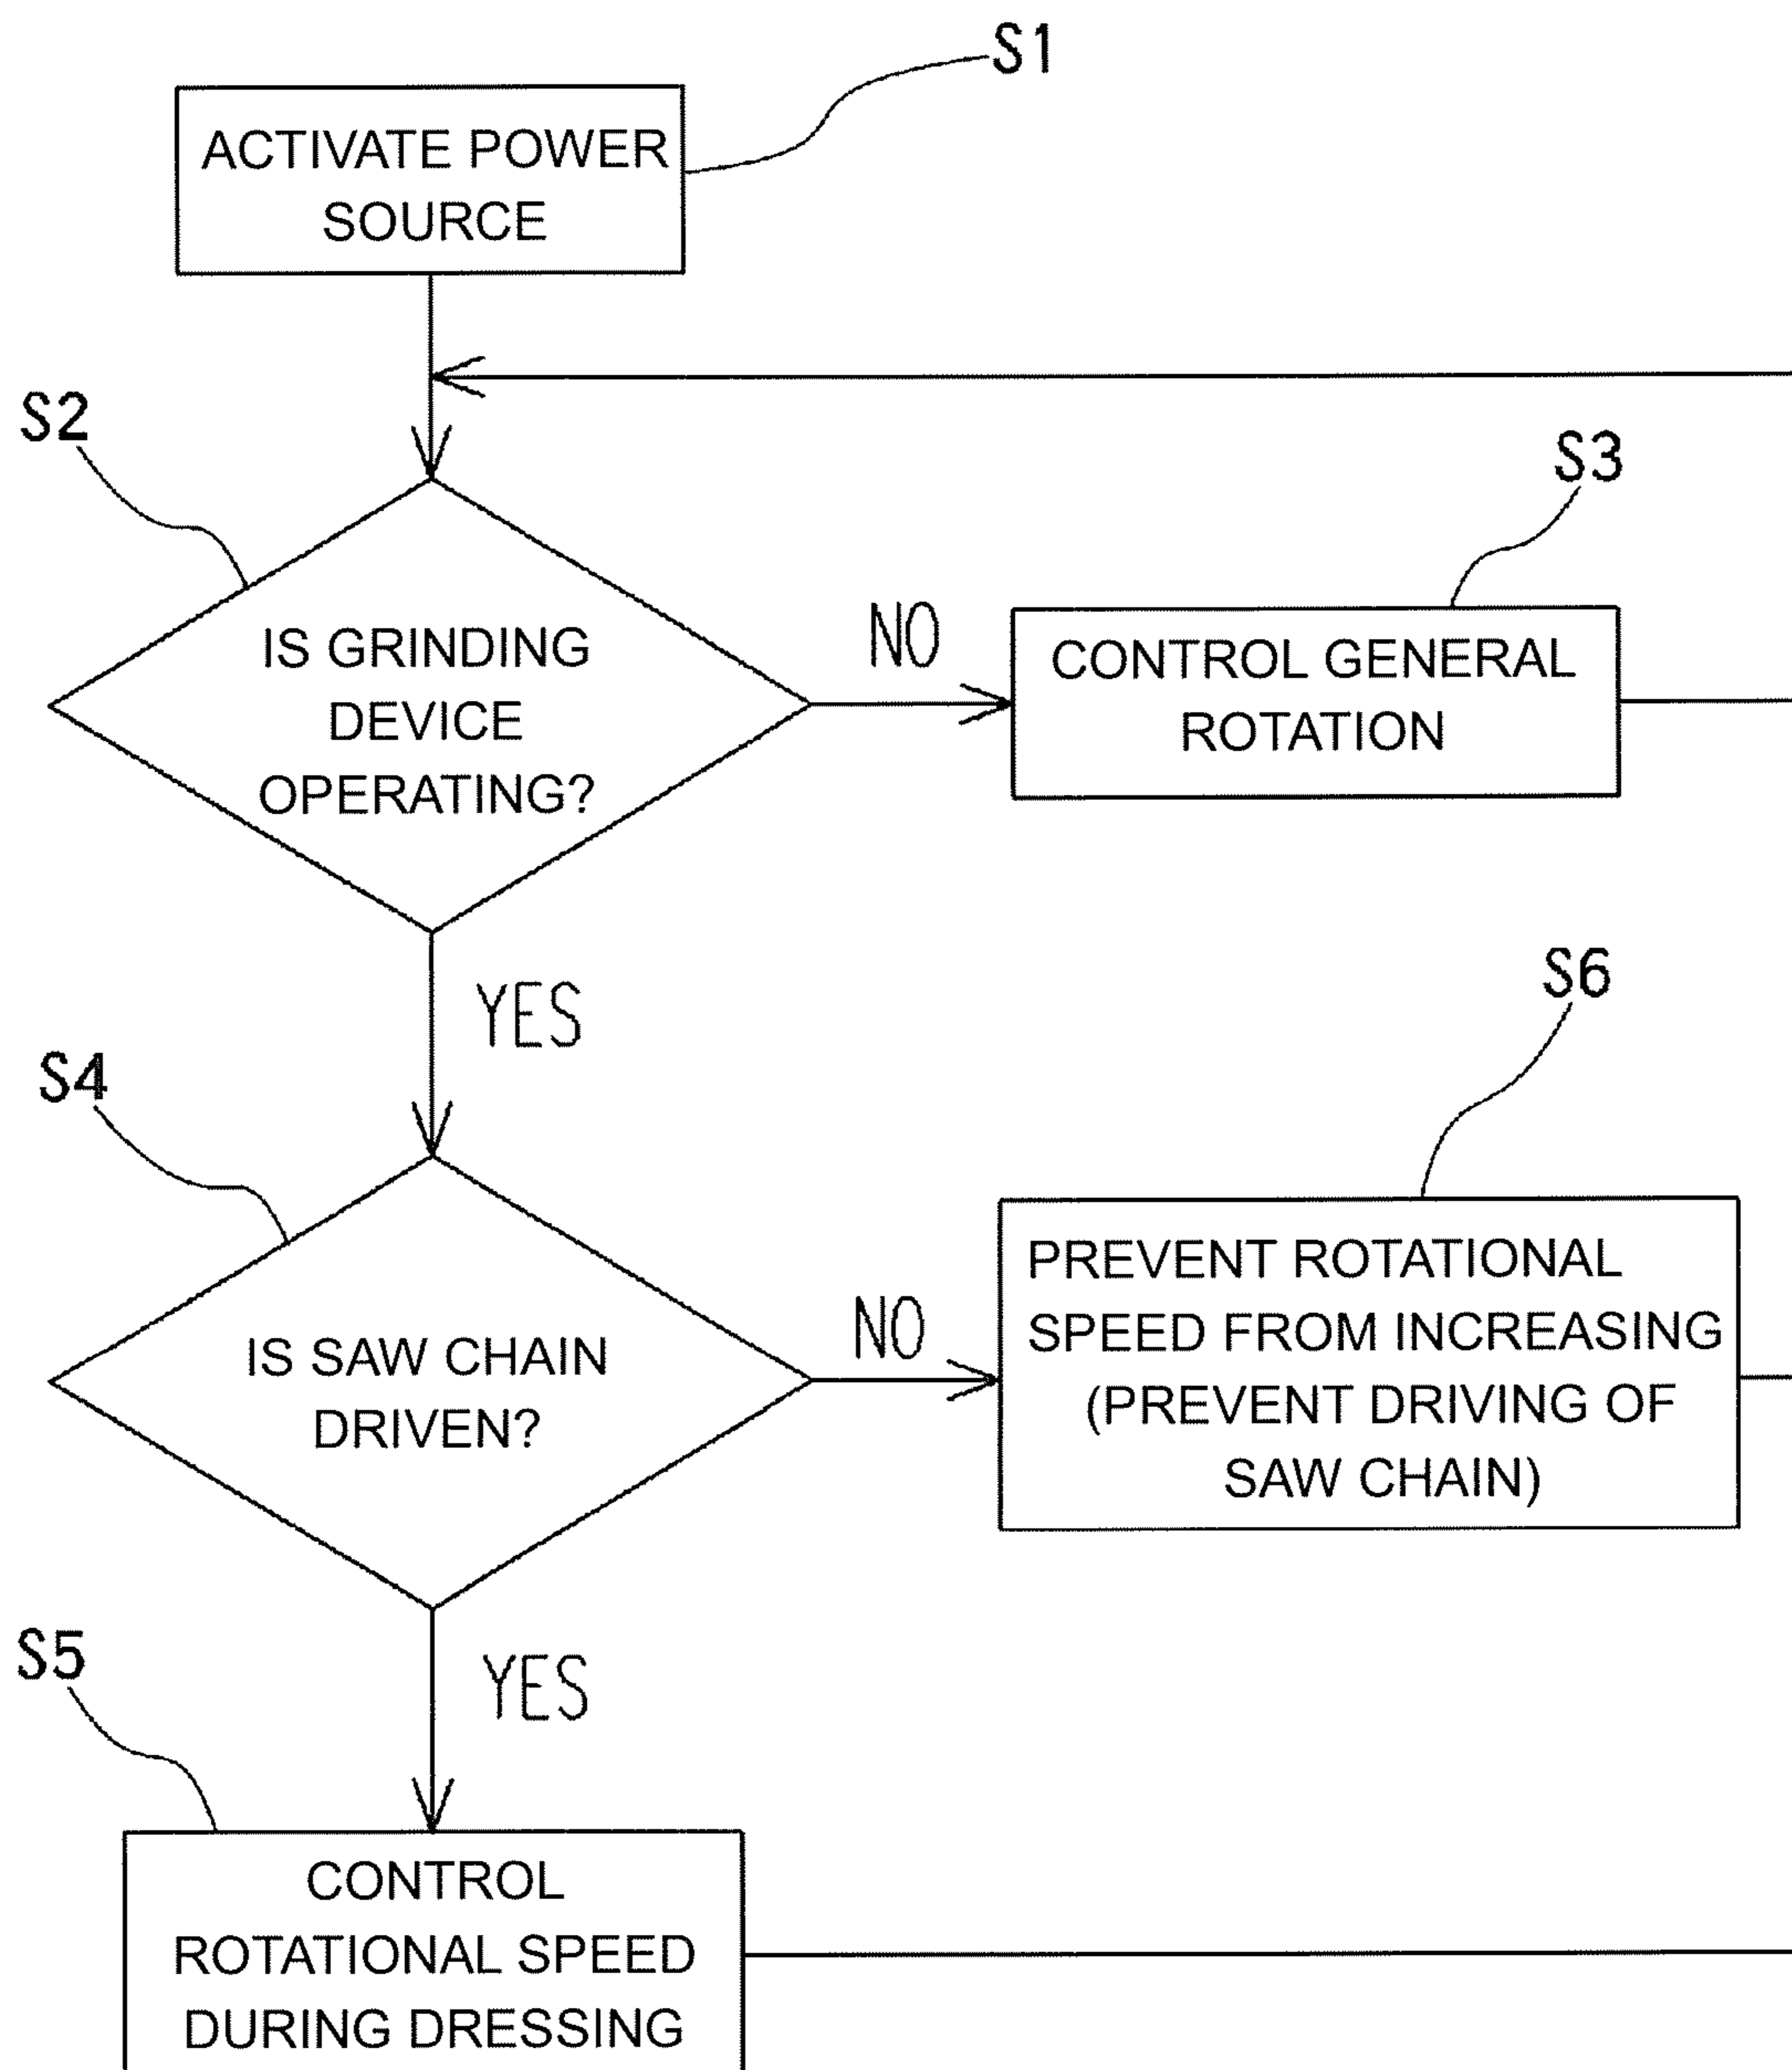 S1
ACTIVATE POWER
SOURCE
S2
IS GRINDING
DEVICE
OPERATING?
NO
S3
CONTROL GENERAL
ROTATION
YES
S4
IS SAW CHAIN
DRIVEN?
NO
S6
PREVENT ROTATIONAL
SPEED FROM INCREASING
(PREVENT DRIVING OF
SAW CHAIN)
YES
S5
CONTROL
ROTATIONAL SPEED
DURING DRESSING